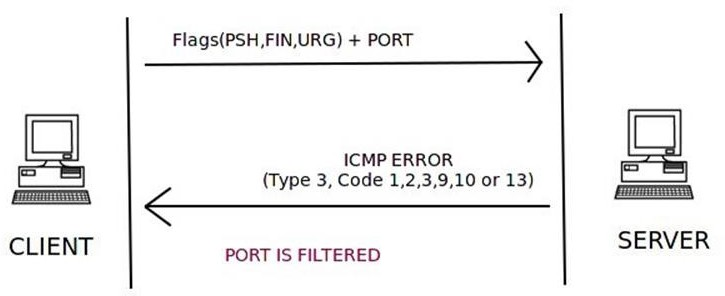 Flags(PSH,FIN,URG) + PORT
ICMP ERROR
(Type 3, Code 1,2,3,9,10 or 13)
CLIENT
SERVER
PORT IS FILTERED